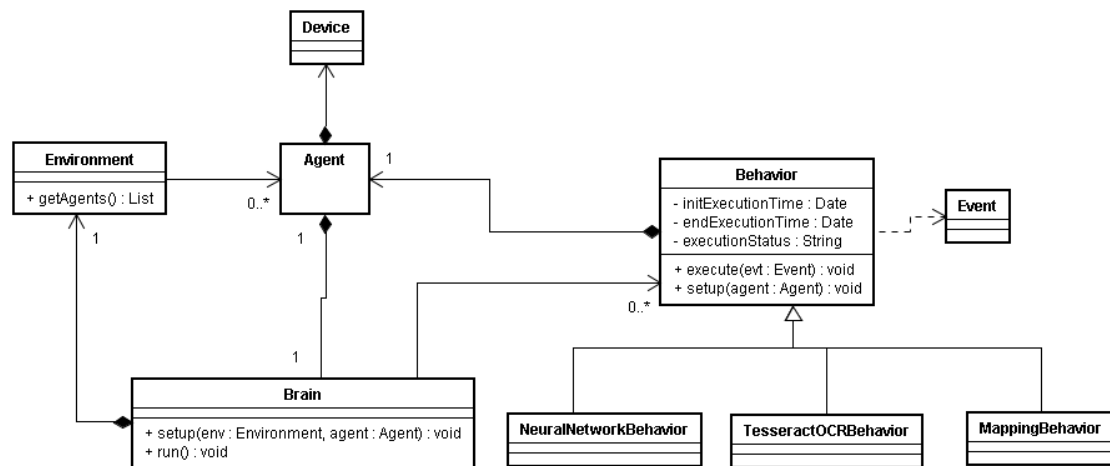 Device
Environment
+ getAgents() : List
Agent
1
0..*
1
1
Behavior
- initExecutionTime : Date
- endExecutionTime : Date
- executionStatus : String
+ execute(evt : Event) : void
+ setup(agent : Agent) : void
Event
0..*
1
Brain
+ setup(env : Environment, agent : Agent) : void
+ run() : void
NeuralNetworkBehavior
TesseractOCRBehavior
MappingBehavior